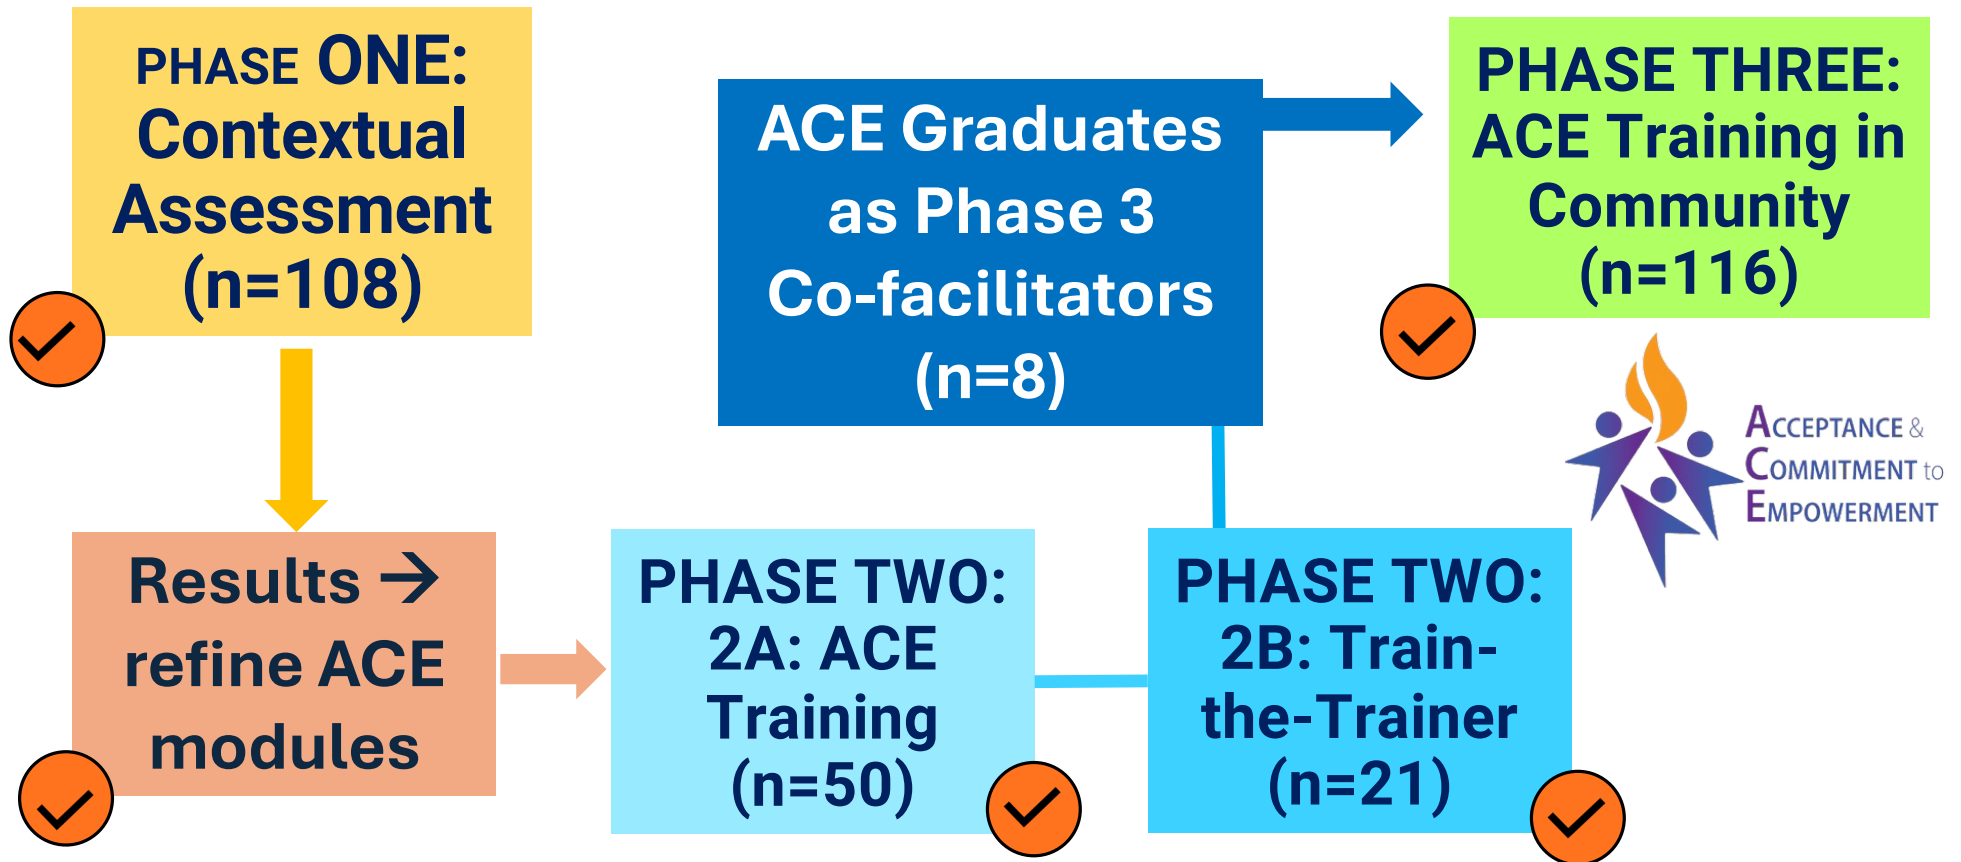 PHASE ONE:
Contextual
Assessment
(n=108)
Results →
refine ACE
modules
PHASE TWO:
2A: ACE
Training
(n=50)
PHASE TWO:
2B: Train-
the-Trainer
(n=21)
ACE Graduates
as Phase 3
Co-facilitators
(n=8)
PHASE THREE:
ACE Training in
Community
(n=116)
ACCEPTANCE &
COMMITMENT to
EMPOWERMENT